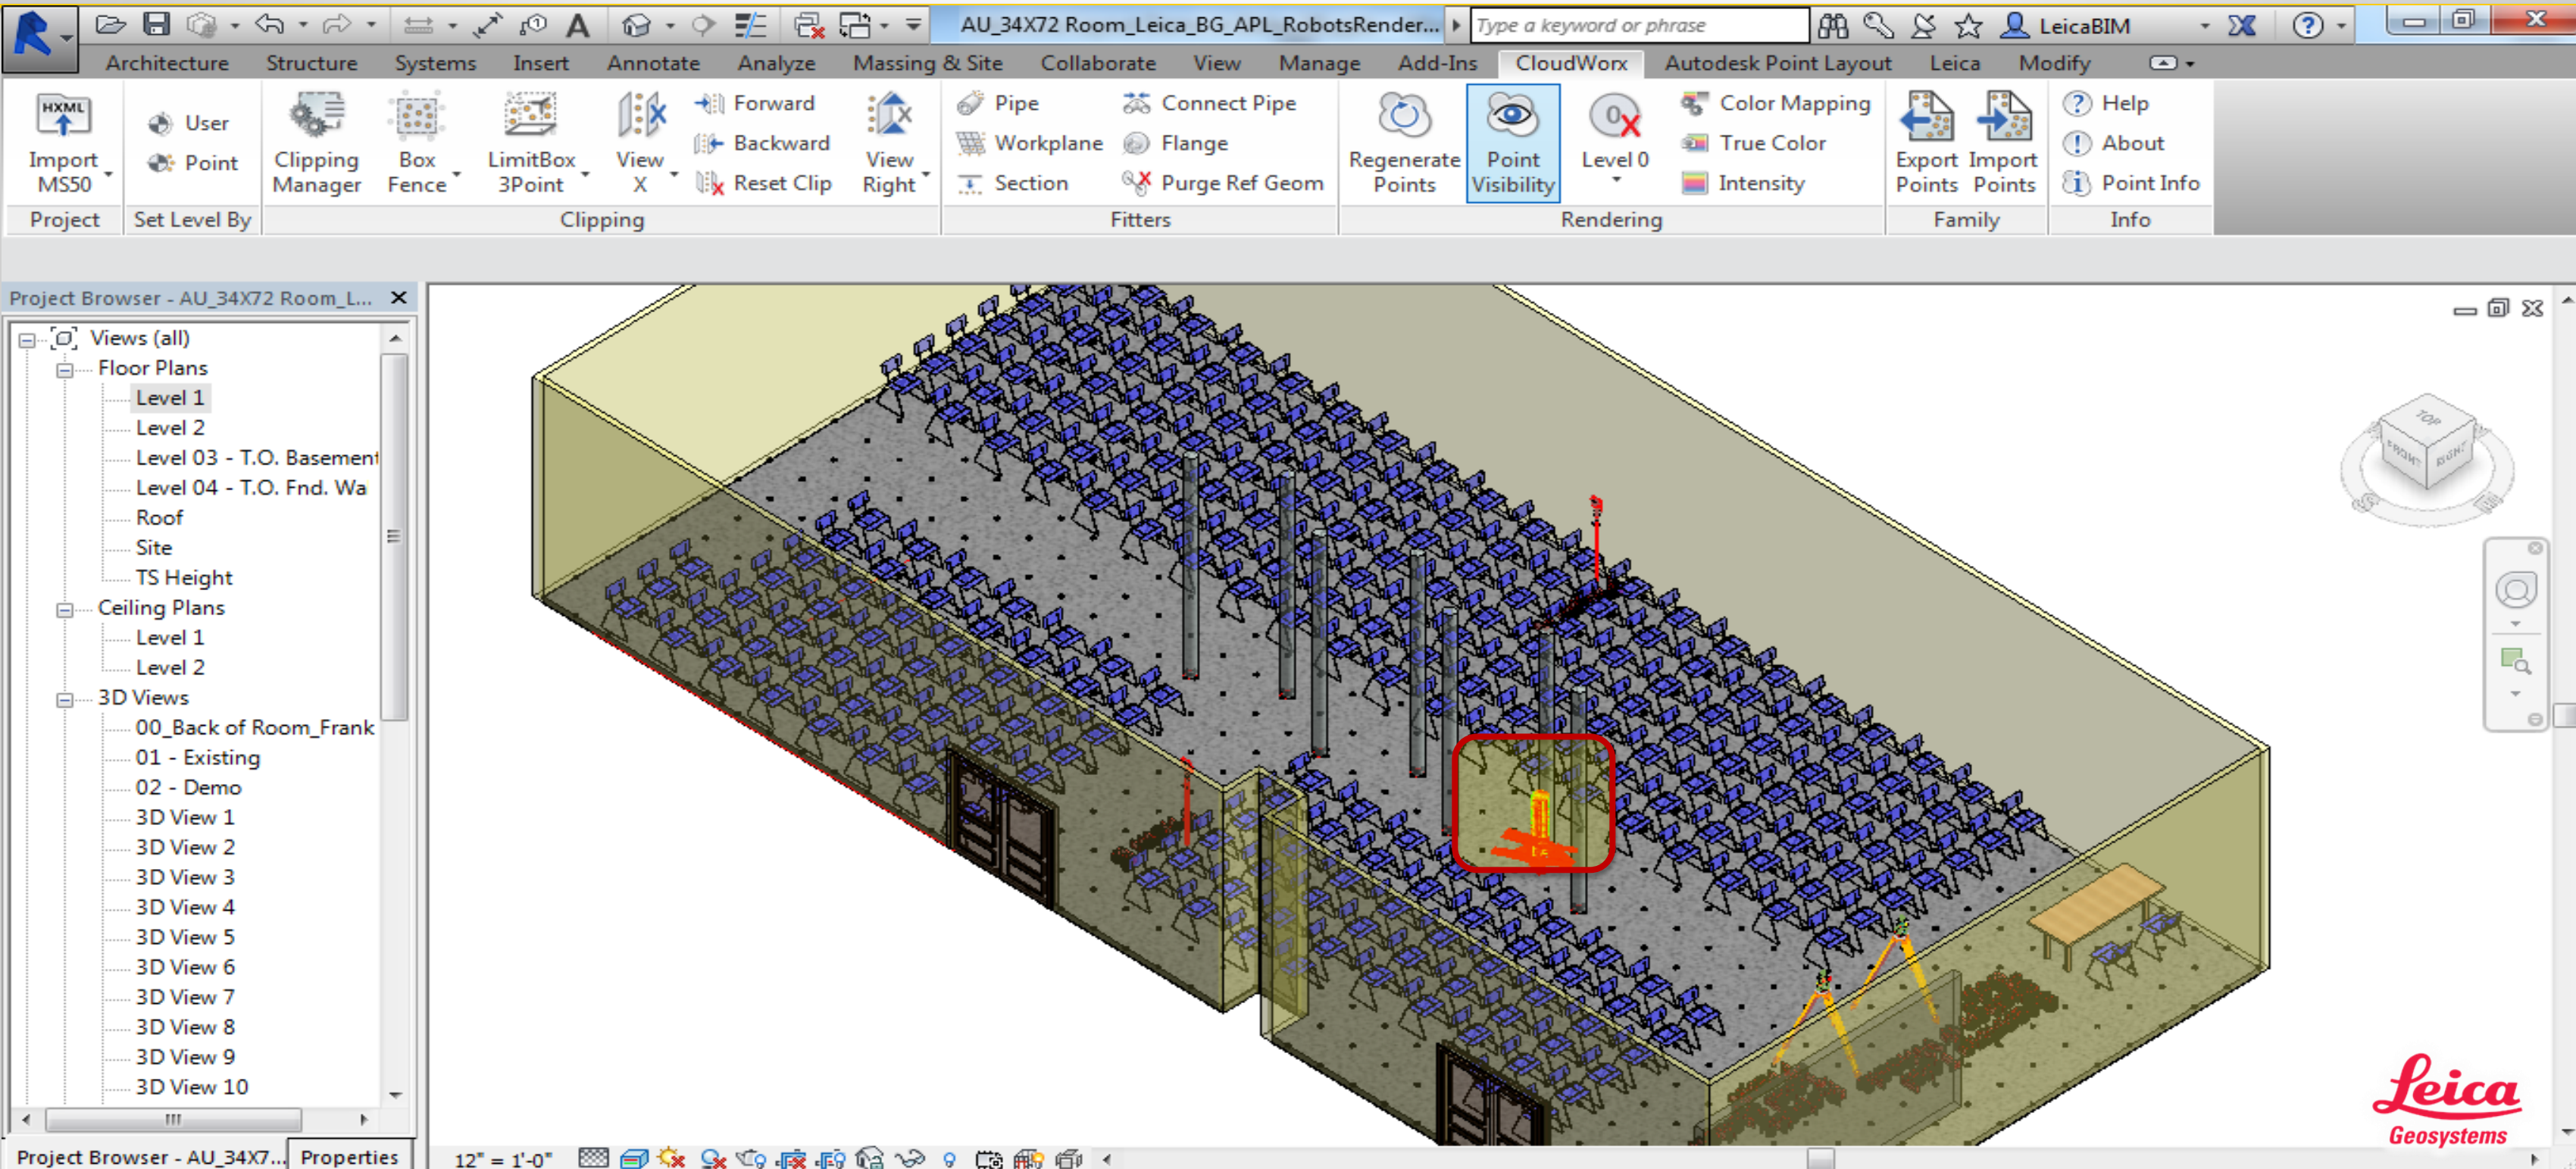 AU_34X72 Room_Leica_BG_APL_RobotsRender...
Type a keyword or phrase
LeicaBIM
Architecture Structure Systems Insert Annotate Analyze Massing & Site Collaborate View Manage Add-Ins CloudWorx Autodesk Point Layout Leica Modify
HXML
Import
MS50
Project
User
Point
Set Level By
Clipping
Manager
Box
Fence
LimitBox
3Point
View
X
Forward
Backward
Reset Clip
View
Right
Clipping
Pipe
Workplane
Section
Connect Pipe
Flange
Purge Ref Geom
Fitters
Regenerate
Points
Point
Visibility
Level 0
Color Mapping
True Color
Intensity
Rendering
Export
Points
Import
Points
Family
Help
About
Point Info
Info
Project Browser - AU_34X72 Room_L...
Views (all)
Floor Plans
Level 1
Level 2
Level 03 - T.O. Basement
Level 04 - T.O. Fnd. Wa
Roof
Site
TS Height
Ceiling Plans
Level 1
Level 2
3D Views
00_Back of Room_Frank
01 - Existing
02 - Demo
3D View 1
3D View 2
3D View 3
3D View 4
3D View 5
3D View 6
3D View 7
3D View 8
3D View 9
3D View 10
Project Browser - AU_34X7...
Properties
TOP
FRONT
RIGHT
12" = 1'-0"
Leica
Geosystems